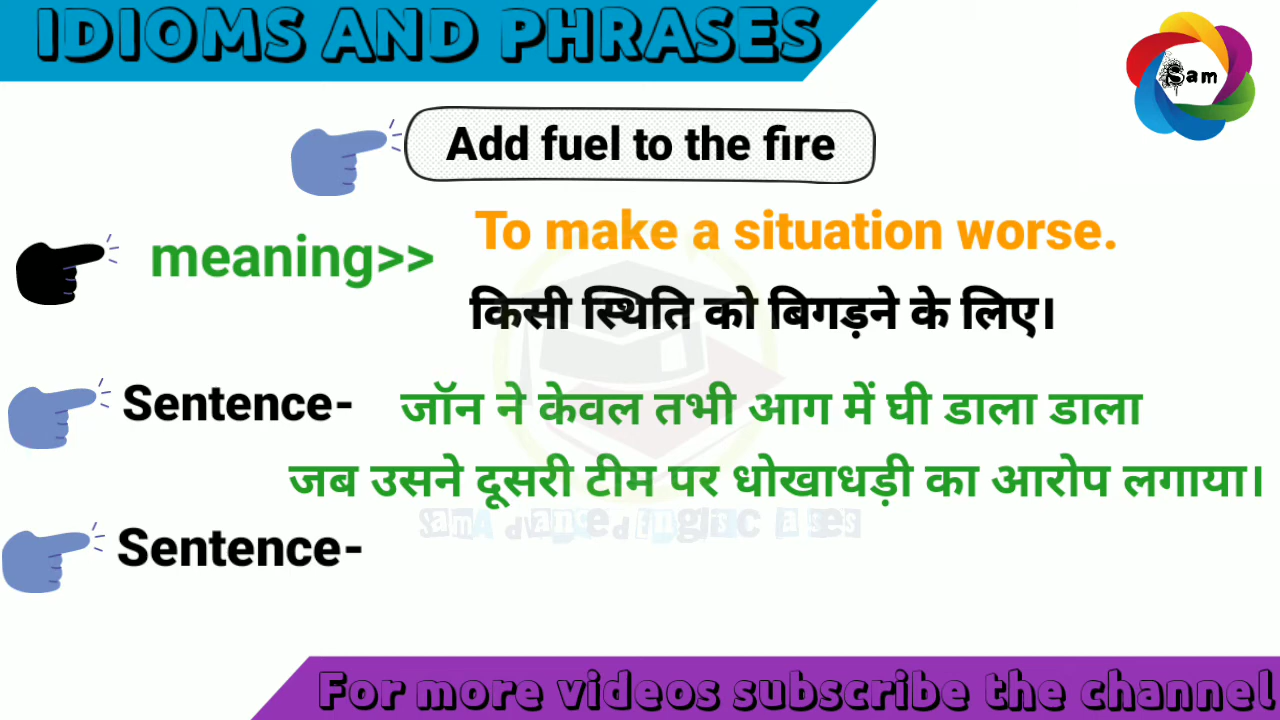 IDIOMS AND PHRASES
Sam
Add fuel to the fire
meaning>>
To make a situation worse.
किसी स्थिति को बिगड़ने के लिए।
Sentence- जॉन ने केवल तभी आग में घी डाला डाला
जब उसने दूसरी टीम पर धोखाधड़ी का आरोप लगाया।
Sentence-
For more videos subscribe the channel